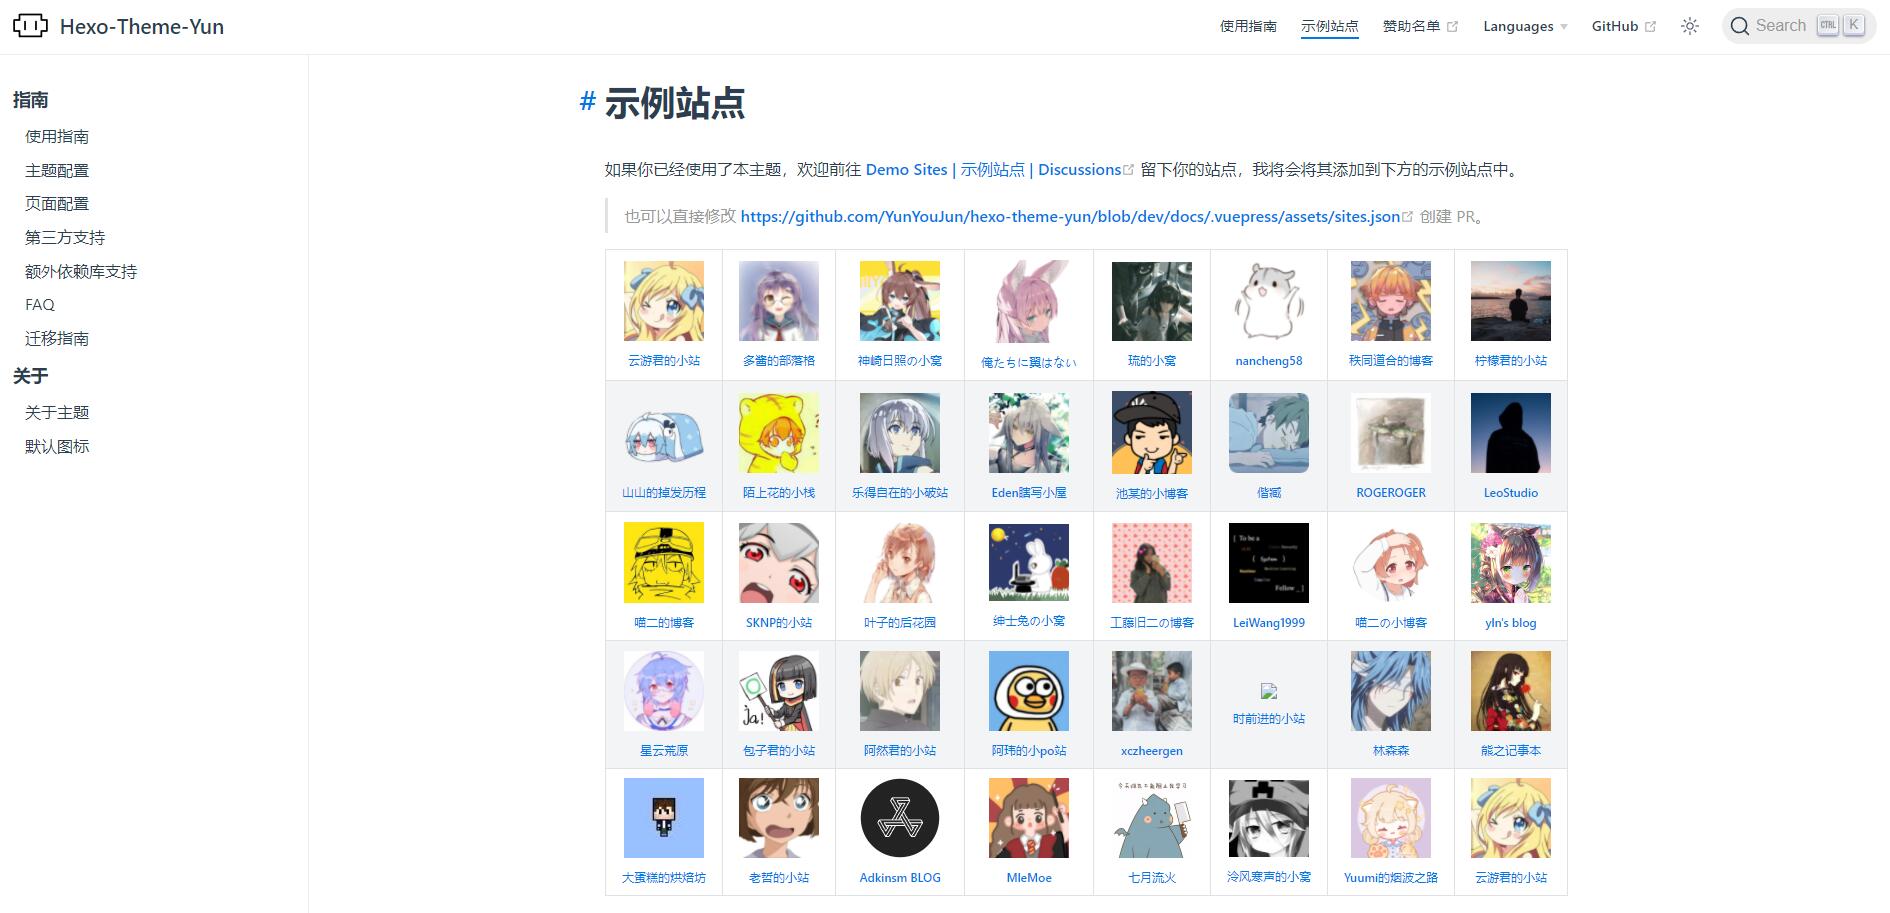 Hexo-Theme-Yun
使用指南 示例站点 赞助名单 Languages GitHub Search CTRL K
指南
使用指南
主题配置
页面配置
第三方支持
额外依赖库支持
FAQ
迁移指南
关于
关于主题
默认图标
# 示例站点
如果你已经使用了本主题，欢迎前往 Demo Sites | 示例站点 | Discussions 留下你的站点，我将会将其添加到下方的示例站点中。
也可以直接修改 https://github.com/YunYouJun/hexo-theme-yun/blob/dev/docs/.vuepress/assets/sites.json 创建 PR。
云游君的小站 多酱的部落格 神崎日照の小窝 俺たちに翼はない 琉的小窝 nancheng58 秩同道合的博客 柠檬君的小站
山山的掉发历程 陌上花的小栈 乐得自在的小破站 Eden瞎写小屋 池某的小博客 偕臧 ROGEROGER LeoStudio
To be a
System
Follow
喵二的博客 SKNP的小站 叶子的后花园 绅士兔の小窝 工藤旧二の博客 LeiWang1999 喵二の小博客 yln's blog
ja!
星云荒原 包子君的小站 阿然君的小站 阿玮的小po站 xczheergen 时前进的小站 林森森 熊之记事本
大蛋糕的烘焙坊 老哲的小站 Adkinsm BLOG MleMoe 七月流火 泠风寒声的小窝 Yuumi的烟波之路 云游君的小站